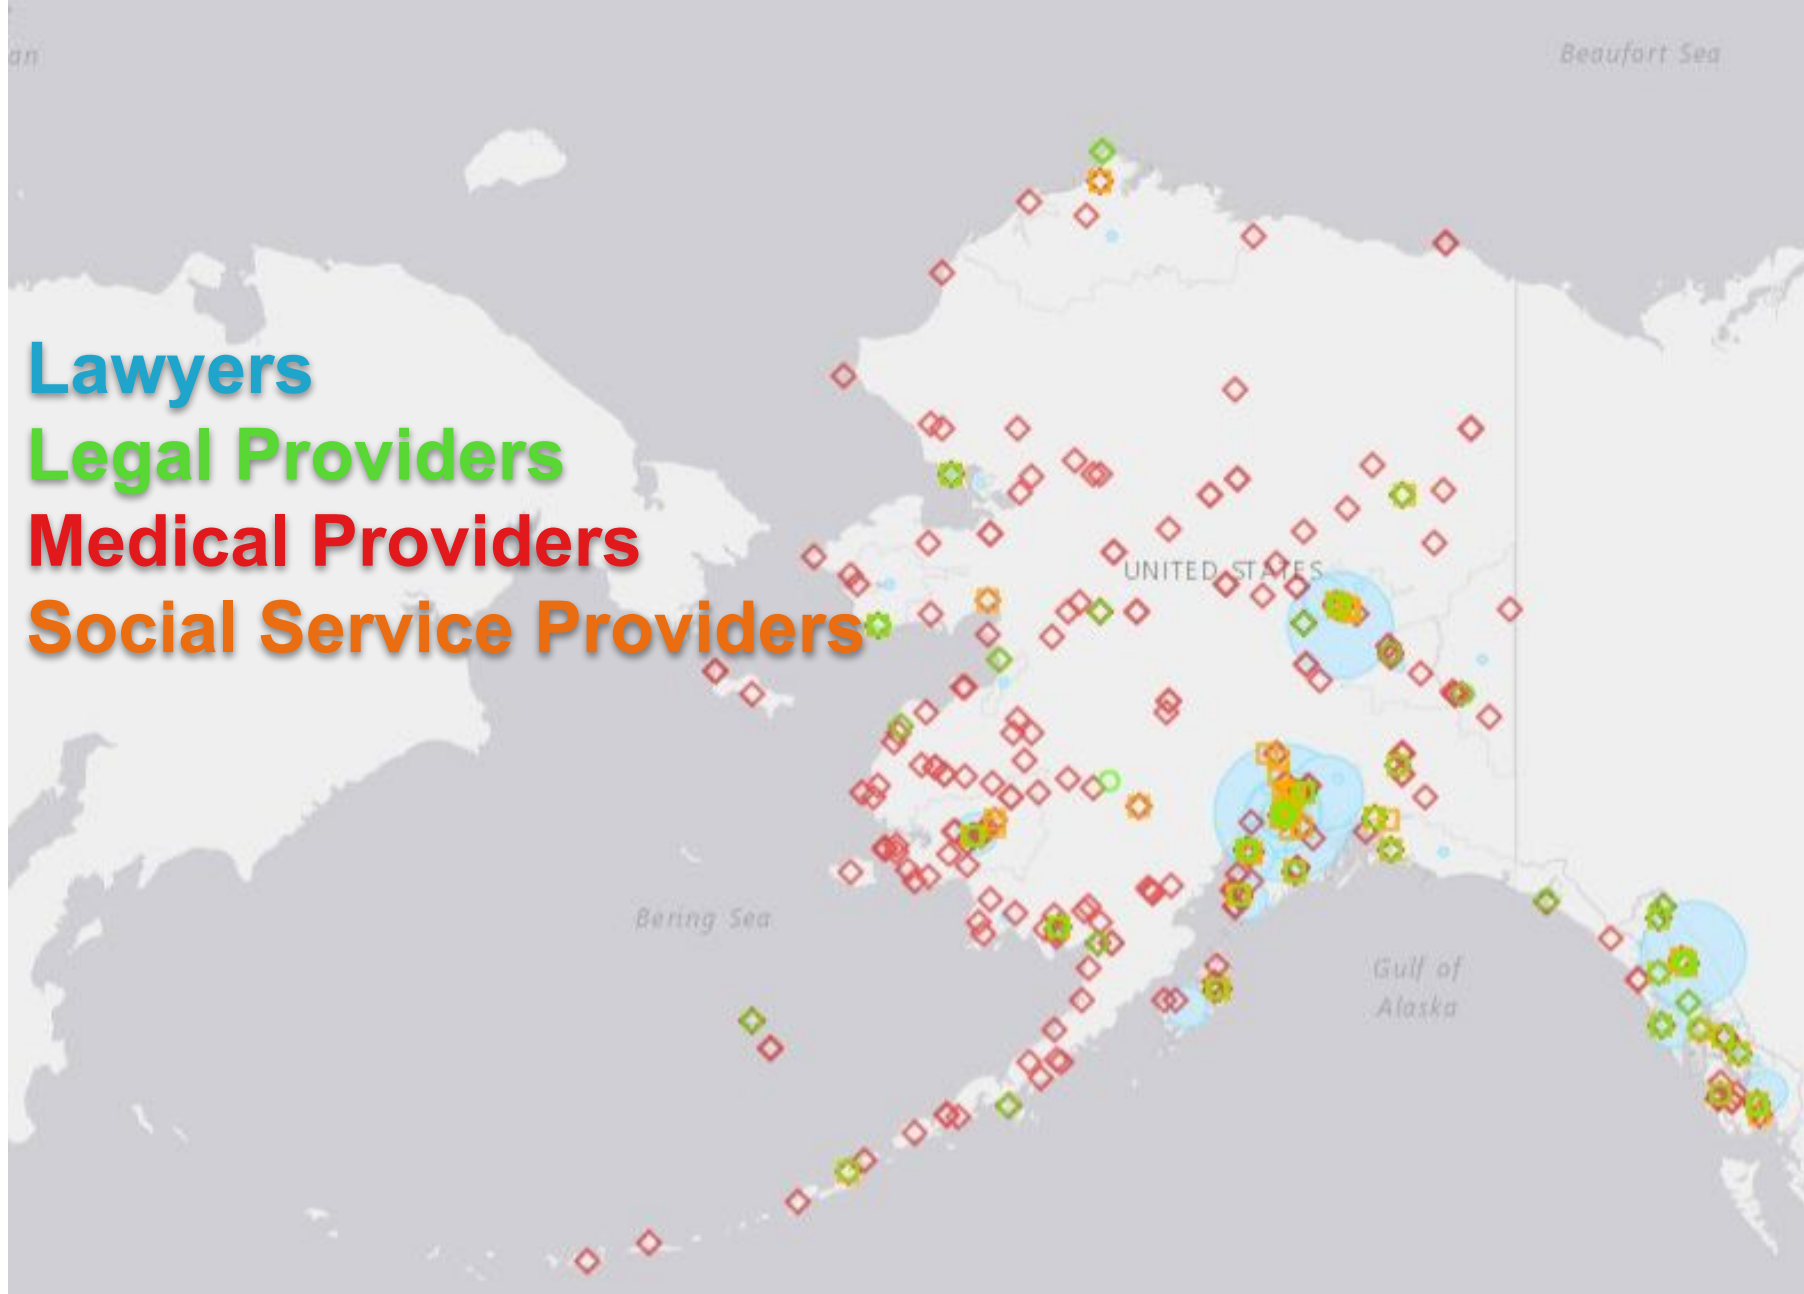 an
Beaufort Sea
Lawyers
Legal Providers
Medical Providers
Social Service Providers
UNITED STATES
Bering Sea
Gulf of
Alaska